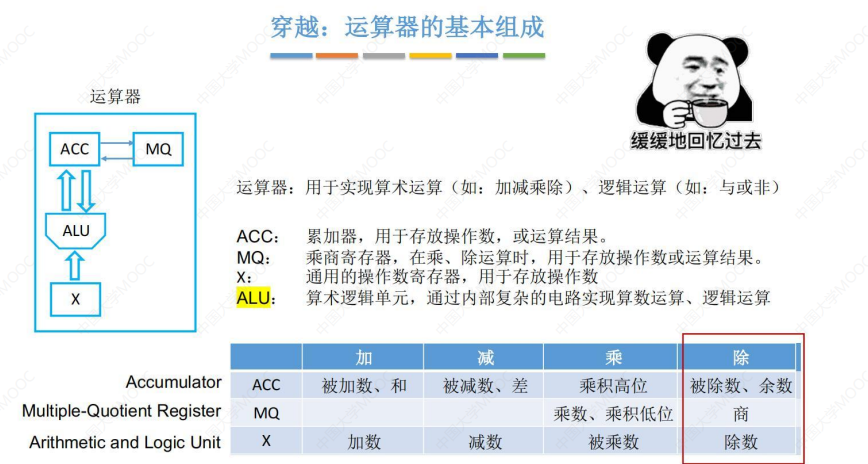 穿越：运算器的基本组成
缓缓地回忆过去
运算器
ACC
MQ
ALU
X
运算器：用于实现算术运算（如：加减乘除）、逻辑运算（如：与或非）
ACC： 累加器，用于存放操作数，或运算结果。
MQ： 乘商寄存器，在乘、除运算时，用于存放操作数或运算结果。
X： 通用的操作数寄存器，用于存放操作数
ALU： 算术逻辑单元，通过内部复杂的电路实现算数运算、逻辑运算
加 减 乘 除
Accumulator ACC 被加数、和 被减数、差 乘积高位 被除数、余数
Multiple-Quotient Register MQ 乘数、乘积低位 商
Arithmetic and Logic Unit X 加数 减数 被乘数 除数
中国大学MOOC